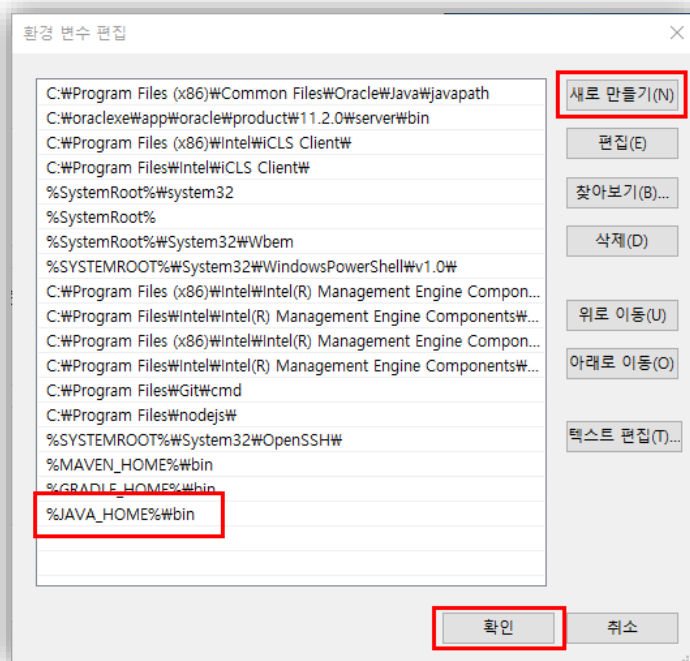 환경 변수 편집
C:₩Program Files (x86)₩Common Files₩Oracle₩Java₩javapath
새로 만들기(N)
C:₩oraclexe₩app₩oracle₩product₩11.2.0₩server₩bin
C:₩Program Files (x86)₩Intel₩iCLS Client₩
편집(E)
C:₩Program Files₩Intel₩iCLS Client₩
%SystemRoot%₩system32
찾아보기(B)...
%SystemRoot%
%SystemRoot%₩System32₩Wbem
삭제(D)
%SYSTEMROOT%₩System32₩WindowsPowerShell₩v1.0₩
C:₩Program Files (x86)₩Intel₩Intel(R) Management Engine Compon...
C:₩Program Files₩Intel₩Intel(R) Management Engine Components₩...
위로 이동(U)
C:₩Program Files (x86)₩Intel₩Intel(R) Management Engine Compon...
C:₩Program Files₩Intel₩Intel(R) Management Engine Components₩...
아래로 이동(O)
C:₩Program Files₩Git₩cmd
C:₩Program Files₩nodejs₩
%SYSTEMROOT%₩System32₩OpenSSH₩
텍스트 편집(T)...
%MAVEN_HOME%₩bin
%GRADLE_HOME%₩bin
%JAVA_HOME%₩bin
확인
취소